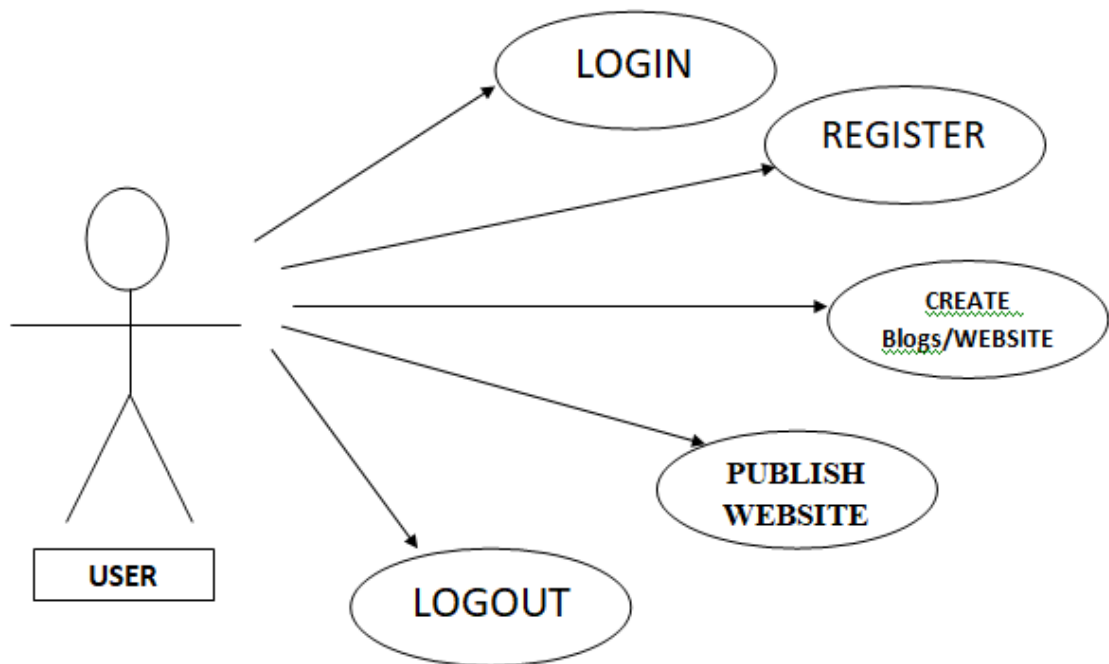 LOGIN
REGISTER
CREATE
Blogs/WEBSITE
PUBLISH
WEBSITE
USER
LOGOUT